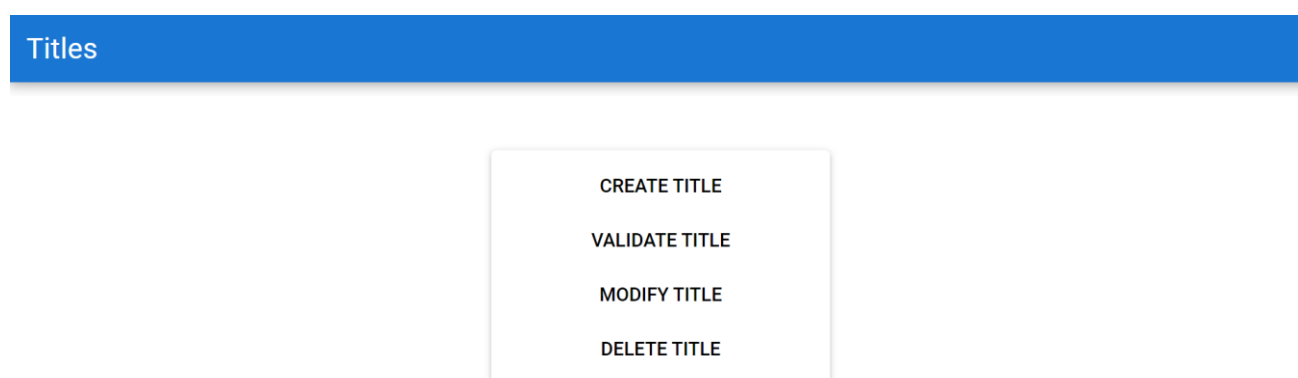 Titles
CREATE TITLE
VALIDATE TITLE
MODIFY TITLE
DELETE TITLE